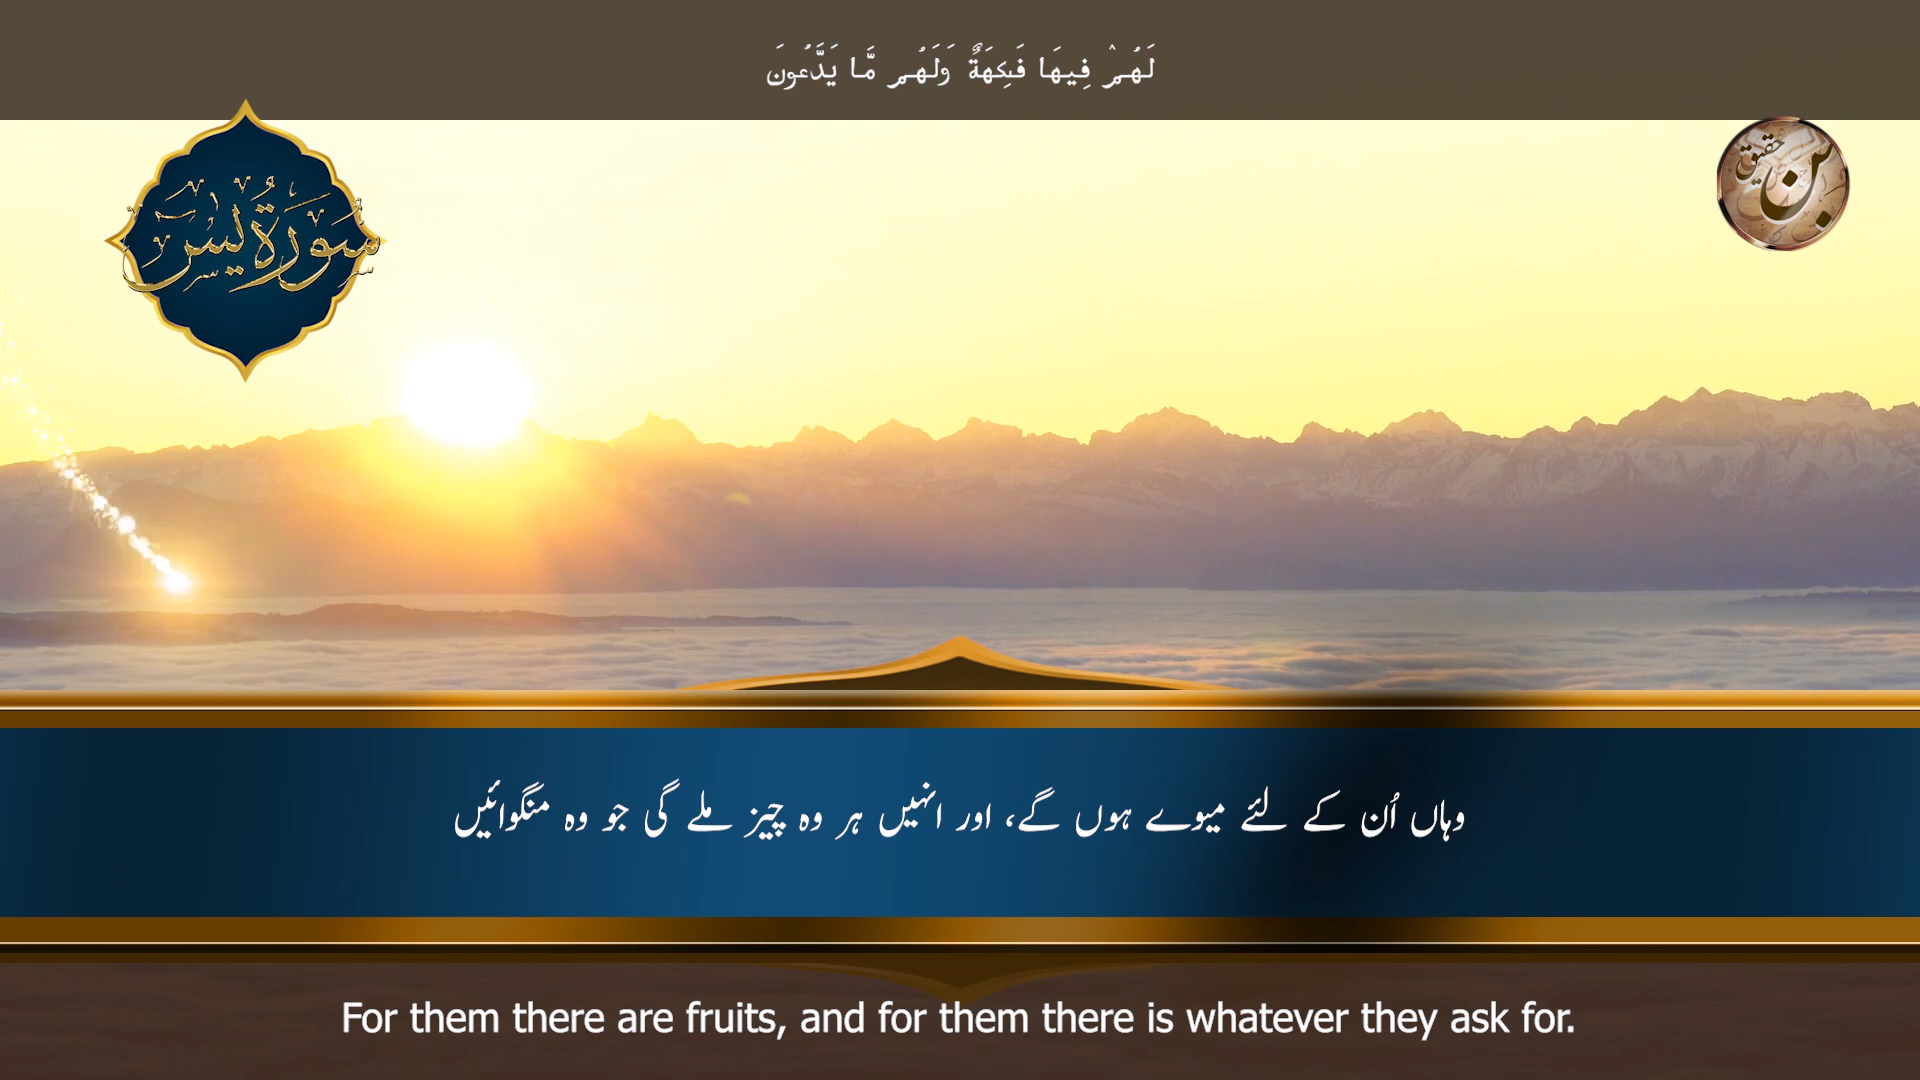 لَهُمْ فِيهَا فَـٰكِهَةٌ وَلَهُم مَّا يَدَّعُونَ
سُورَةُ يٰسٓ
وہاں اُن کے لئے میوے ہوں گے، اور انہیں ہر وہ چیز ملے گی جو وہ منگوائیں
For them there are fruits, and for them there is whatever they ask for.